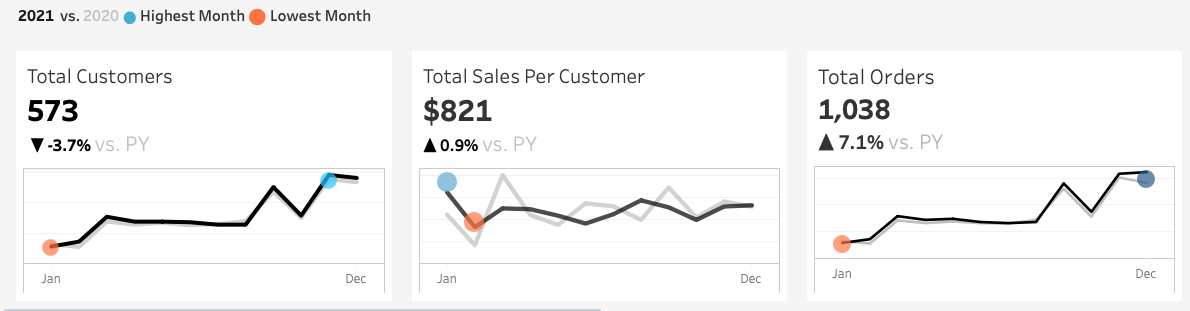 2021 vs. 2020 Highest Month Lowest Month
Total Customers
573
▼ -3.7% vs. PY
Jan Dec
Total Sales Per Customer
$821
▲ 0.9% vs. PY
Jan Dec
Total Orders
1,038
▲ 7.1% vs. PY
Jan Dec